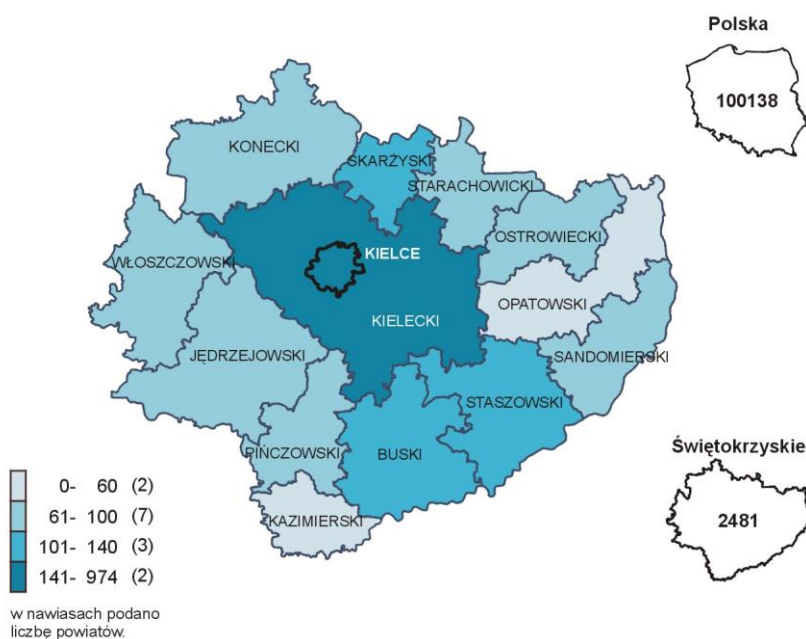 Polska
100138
KONECKI
SKARŻYSKI
STARACHOWICKI
OSTROWIECKI
KIELCE
WŁOSZCZOWSKI
OPATOWSKI
KIELECKI
JĘDRZEJOWSKI
SANDOMIERSKI
STASZOWSKI
PIŃCZOWSKI
BUSKI
Świętokrzyskie
KAZIMIERSKI
2481
0- 60 (2)
61- 100 (7)
101- 140 (3)
141- 974 (2)
w nawiasach podano
liczbę powiatów.